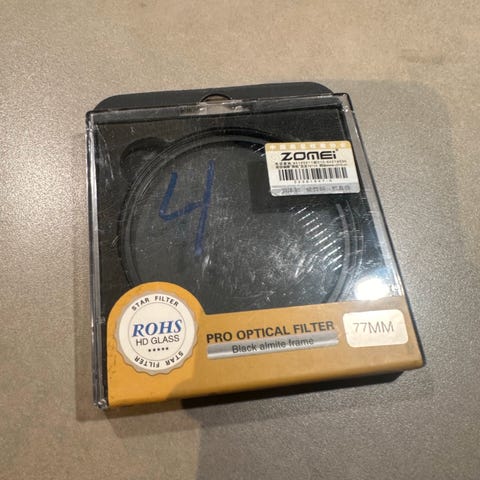 ZOMEi
4
STAR FILTER
ROHS
HD GLASS
★★★★★
STAR FILTER
PRO OPTICAL FILTER
Black almite frame
77MM